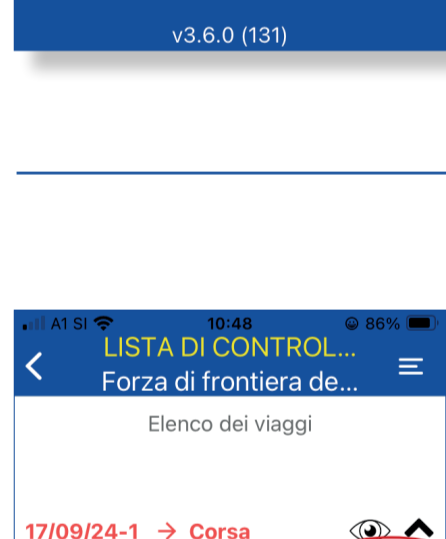 v3.6.0 (131)
A1 SI 10:48 86%
LISTA DI CONTROL...
Forza di frontiera de...
Elenco dei viaggi
17/09/24-1 → Corsa